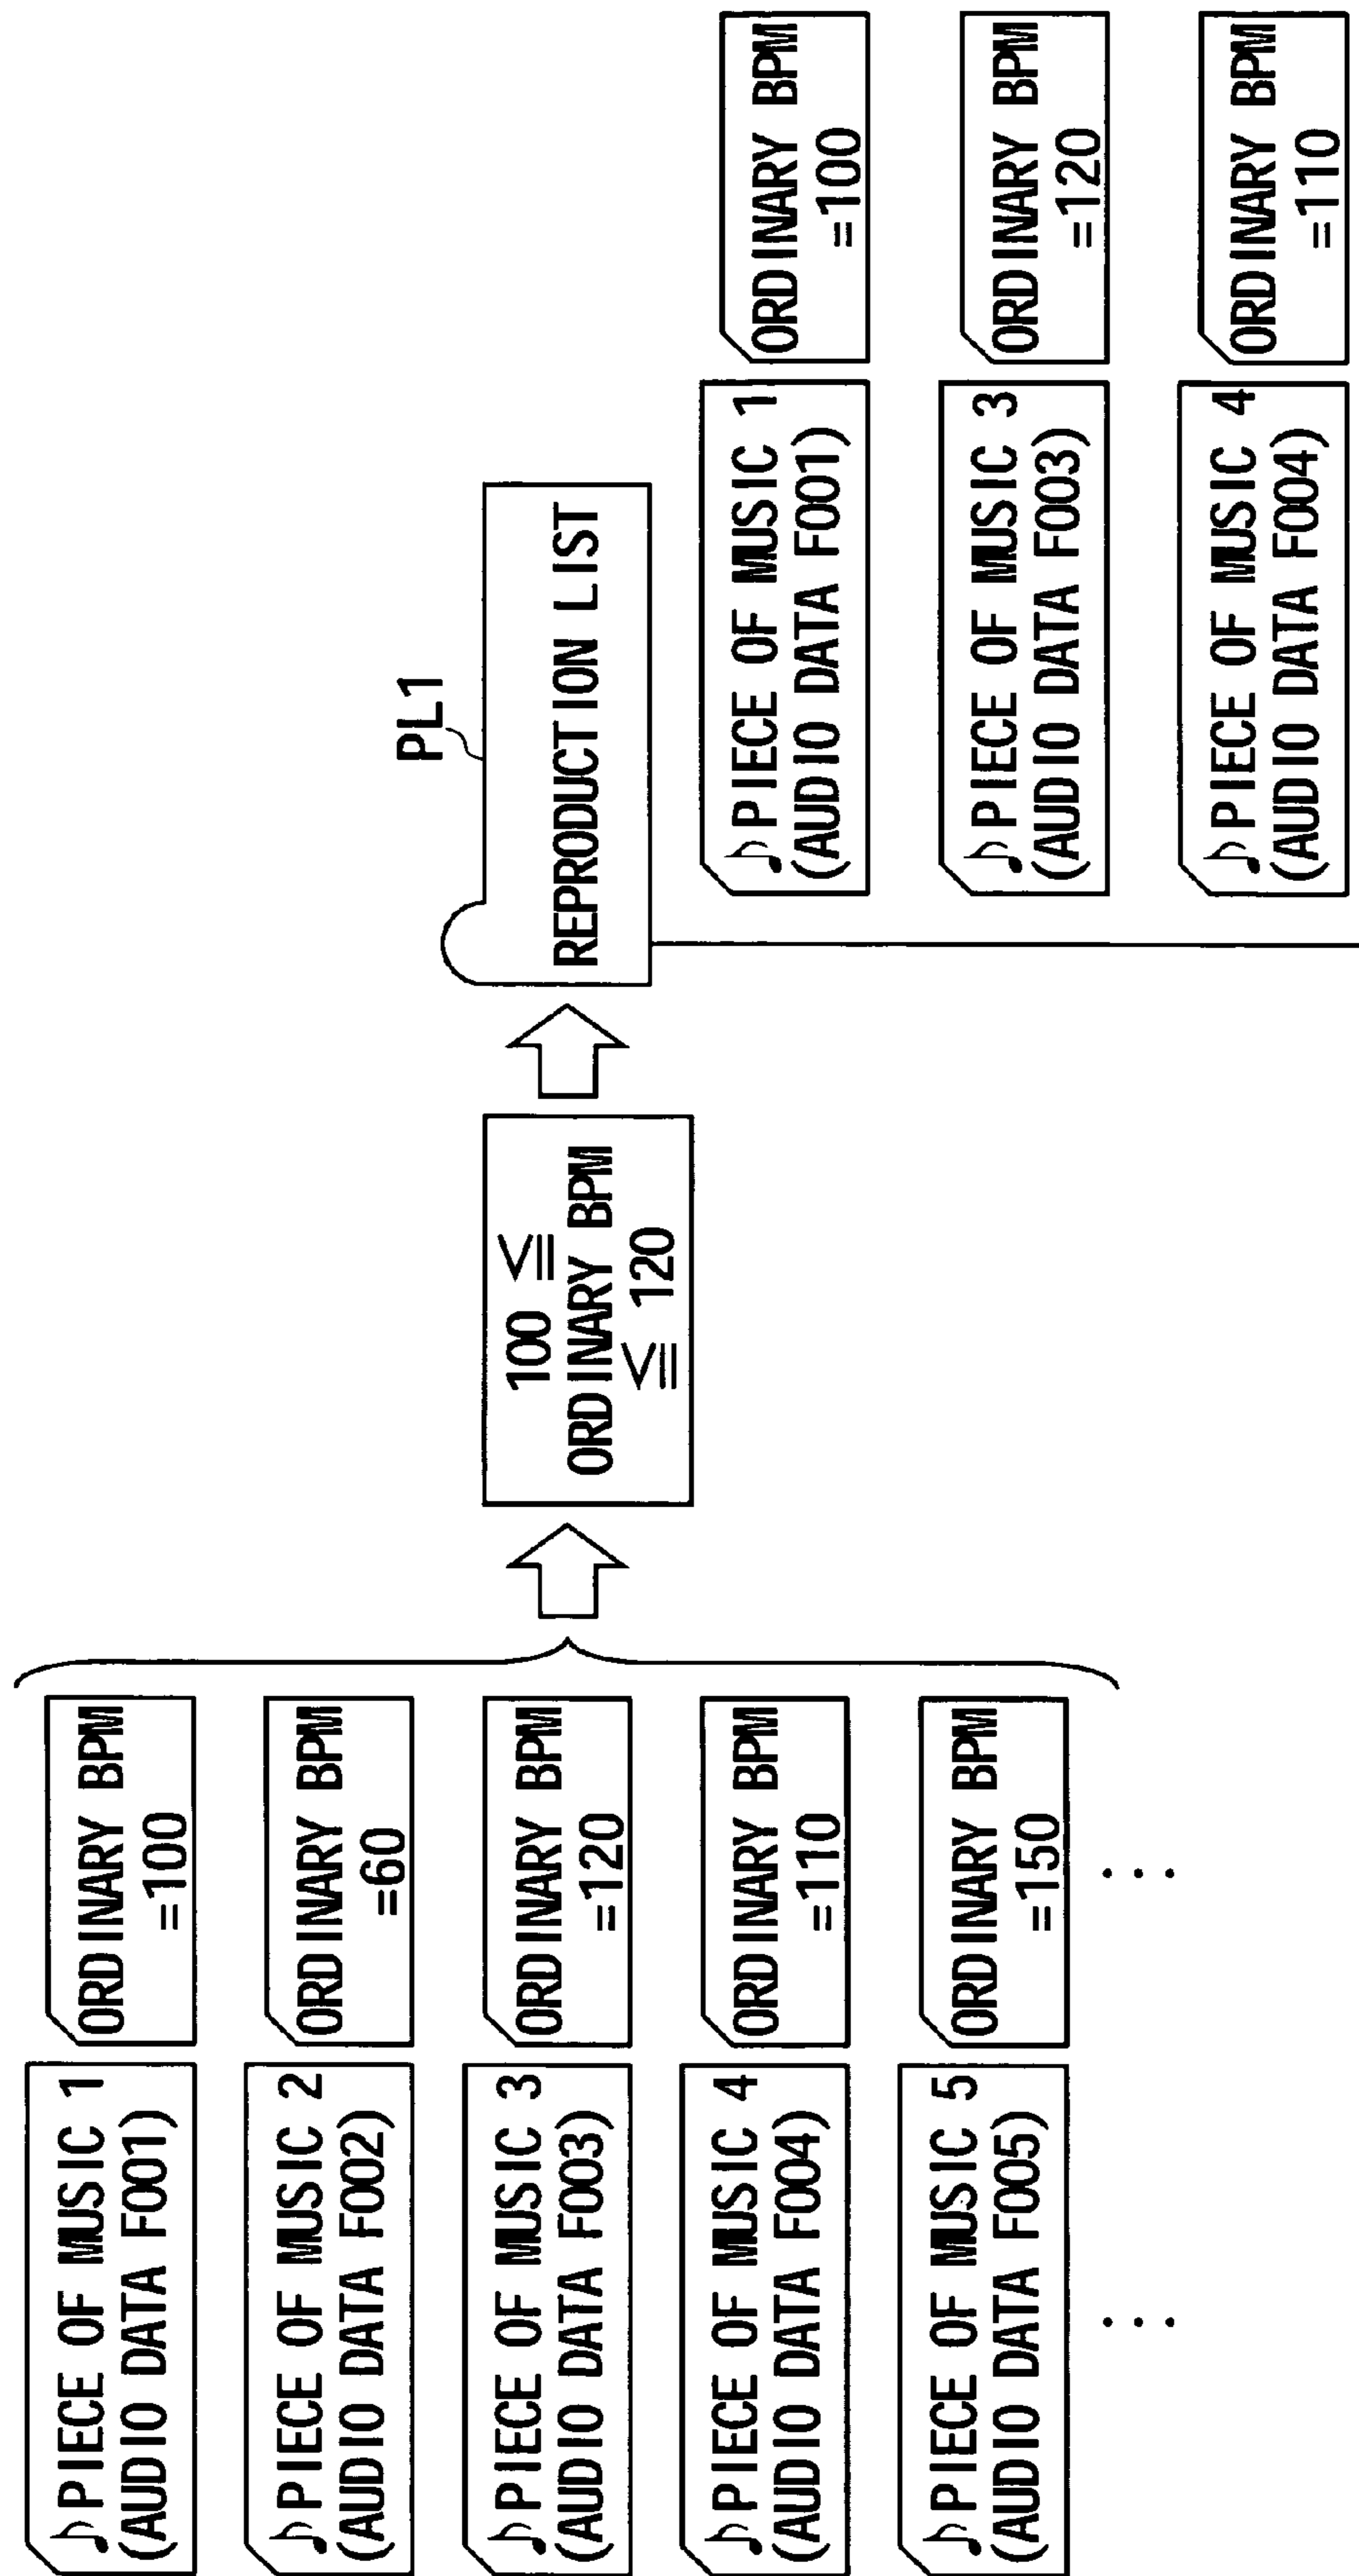 ♪PIECE OF MUSIC 1
(AUDIO DATA F001)
ORDINARY BPM
=100
♪PIECE OF MUSIC 2
(AUDIO DATA F002)
ORDINARY BPM
=60
♪PIECE OF MUSIC 3
(AUDIO DATA F003)
ORDINARY BPM
=120
♪PIECE OF MUSIC 4
(AUDIO DATA F004)
ORDINARY BPM
=110
♪PIECE OF MUSIC 5
(AUDIO DATA F005)
ORDINARY BPM
=150
...
...
100 ≦
ORDINARY BPM
≦ 120
PL1
REPRODUCTION LIST
♪PIECE OF MUSIC 1
(AUDIO DATA F001)
ORDINARY BPM
=100
♪PIECE OF MUSIC 3
(AUDIO DATA F003)
ORDINARY BPM
=120
♪PIECE OF MUSIC 4
(AUDIO DATA F004)
ORDINARY BPM
=110